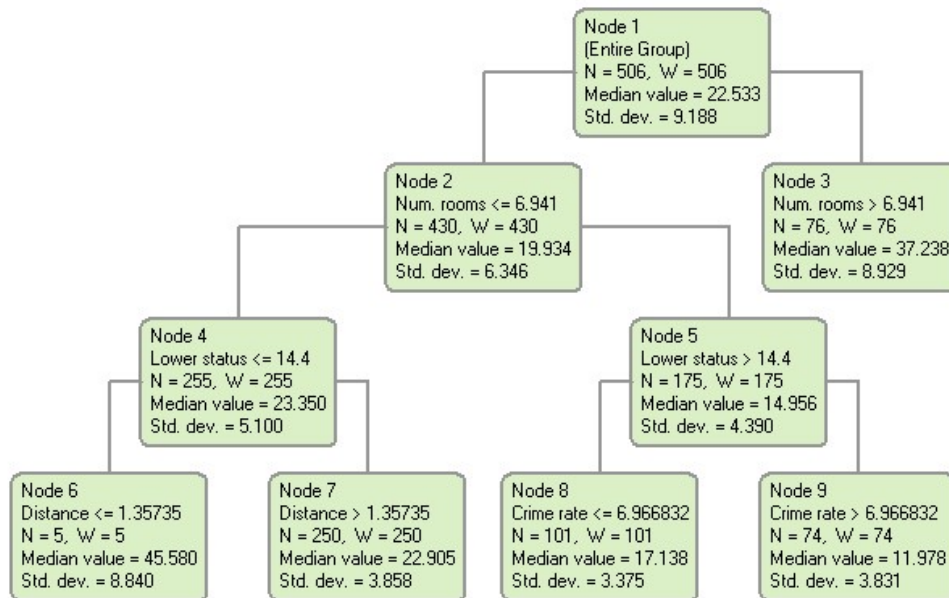 Node 1
(Entire Group)
N = 506, W = 506
Median value = 22.533
Std. dev. = 9.188
Node 2
Num. rooms <= 6.941
N = 430, W = 430
Median value = 19.934
Std. dev. = 6.346
Node 3
Num. rooms > 6.941
N = 76, W = 76
Median value = 37.238
Std. dev. = 8.929
Node 4
Lower status <= 14.4
N = 255, W = 255
Median value = 23.350
Std. dev. = 5.100
Node 5
Lower status > 14.4
N = 175, W = 175
Median value = 14.956
Std. dev. = 4.390
Node 6
Distance <= 1.35735
N = 5, W = 5
Median value = 45.580
Std. dev. = 8.840
Node 7
Distance > 1.35735
N = 250, W = 250
Median value = 22.905
Std. dev. = 3.858
Node 8
Crime rate <= 6.966832
N = 101, W = 101
Median value = 17.138
Std. dev. = 3.375
Node 9
Crime rate > 6.966832
N = 74, W = 74
Median value = 11.978
Std. dev. = 3.831